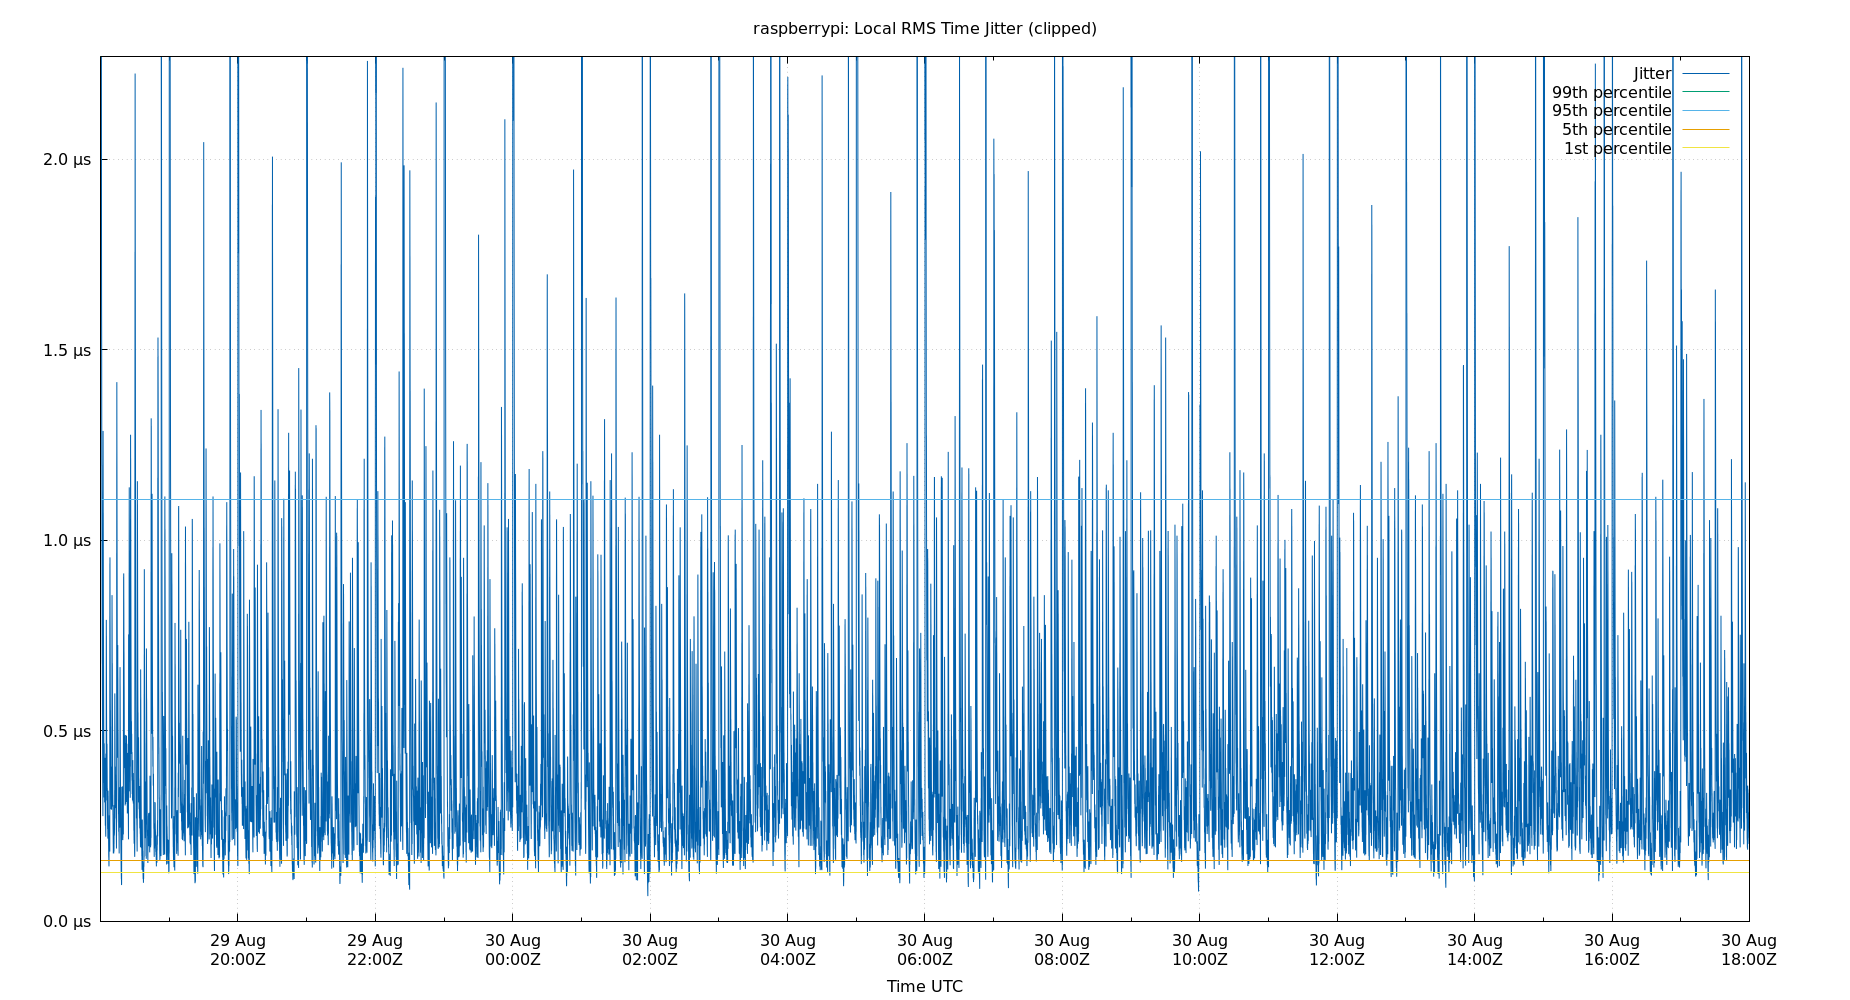 raspberrypi: Local RMS Time Jitter (clipped)
Jitter
99th percentile
95th percentile
5th percentile
1st percentile
2.0 μs
1.5 μs
1.0 μs
0.5 μs
0.0 μs
29 Aug 29 Aug 30 Aug 30 Aug 30 Aug 30 Aug 30 Aug 30 Aug 30 Aug 30 Aug 30 Aug 30 Aug
20:00Z 22:00Z 00:00Z 02:00Z 04:00Z 06:00Z 08:00Z 10:00Z 12:00Z 14:00Z 16:00Z 18:00Z
Time UTC